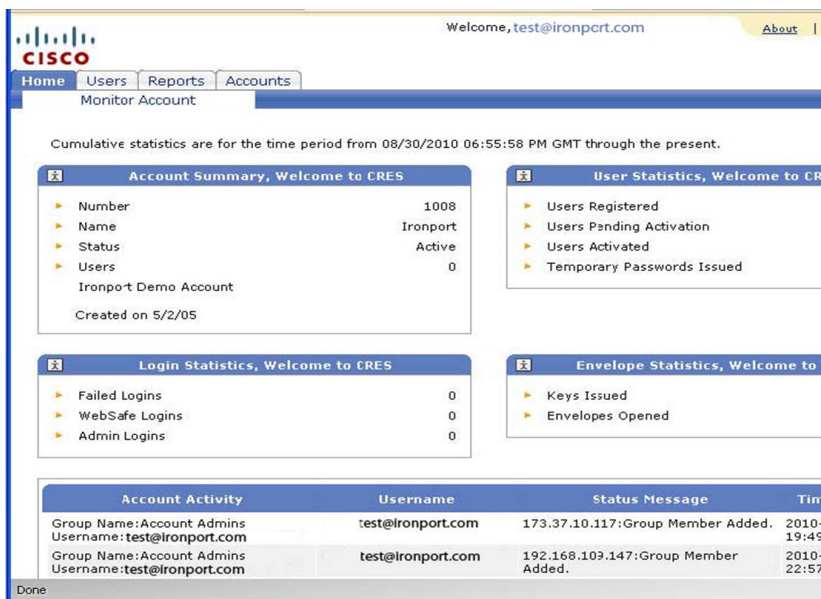 Welcome, test@ironpcrt.com
About |
CISCO
Home Users Reports Accounts
Monitor Account
Cumulative statistics are for the time period from 08/30/2010 06:55:58 PM GMT through the present.
Account Summary, Welcome to CRES
Number 1008
Name Ironport
Status Active
Users 0
Ironport Demo Account
Created on 5/2/05
User Statistics, Welcome to CR
Users Registered
Users Pending Activation
Users Activated
Temporary Passwords Issued
Login Statistics, Welcome to CRES
Failed Logins 0
WebSafe Logins 0
Admin Logins 0
Envelope Statistics, Welcome to
Keys Issued
Envelopes Opened
Account Activity Username Status Message Tim
Group Name:Account Admins test@ironport.com 173.37.10.117:Group Member Added. 2010-
Username:test@ironport.com 19:49
Group Name:Account Admins test@ironport.com 192.168.109.147:Group Member 2010-
Username:test@ironport.com Added. 22:57
Done